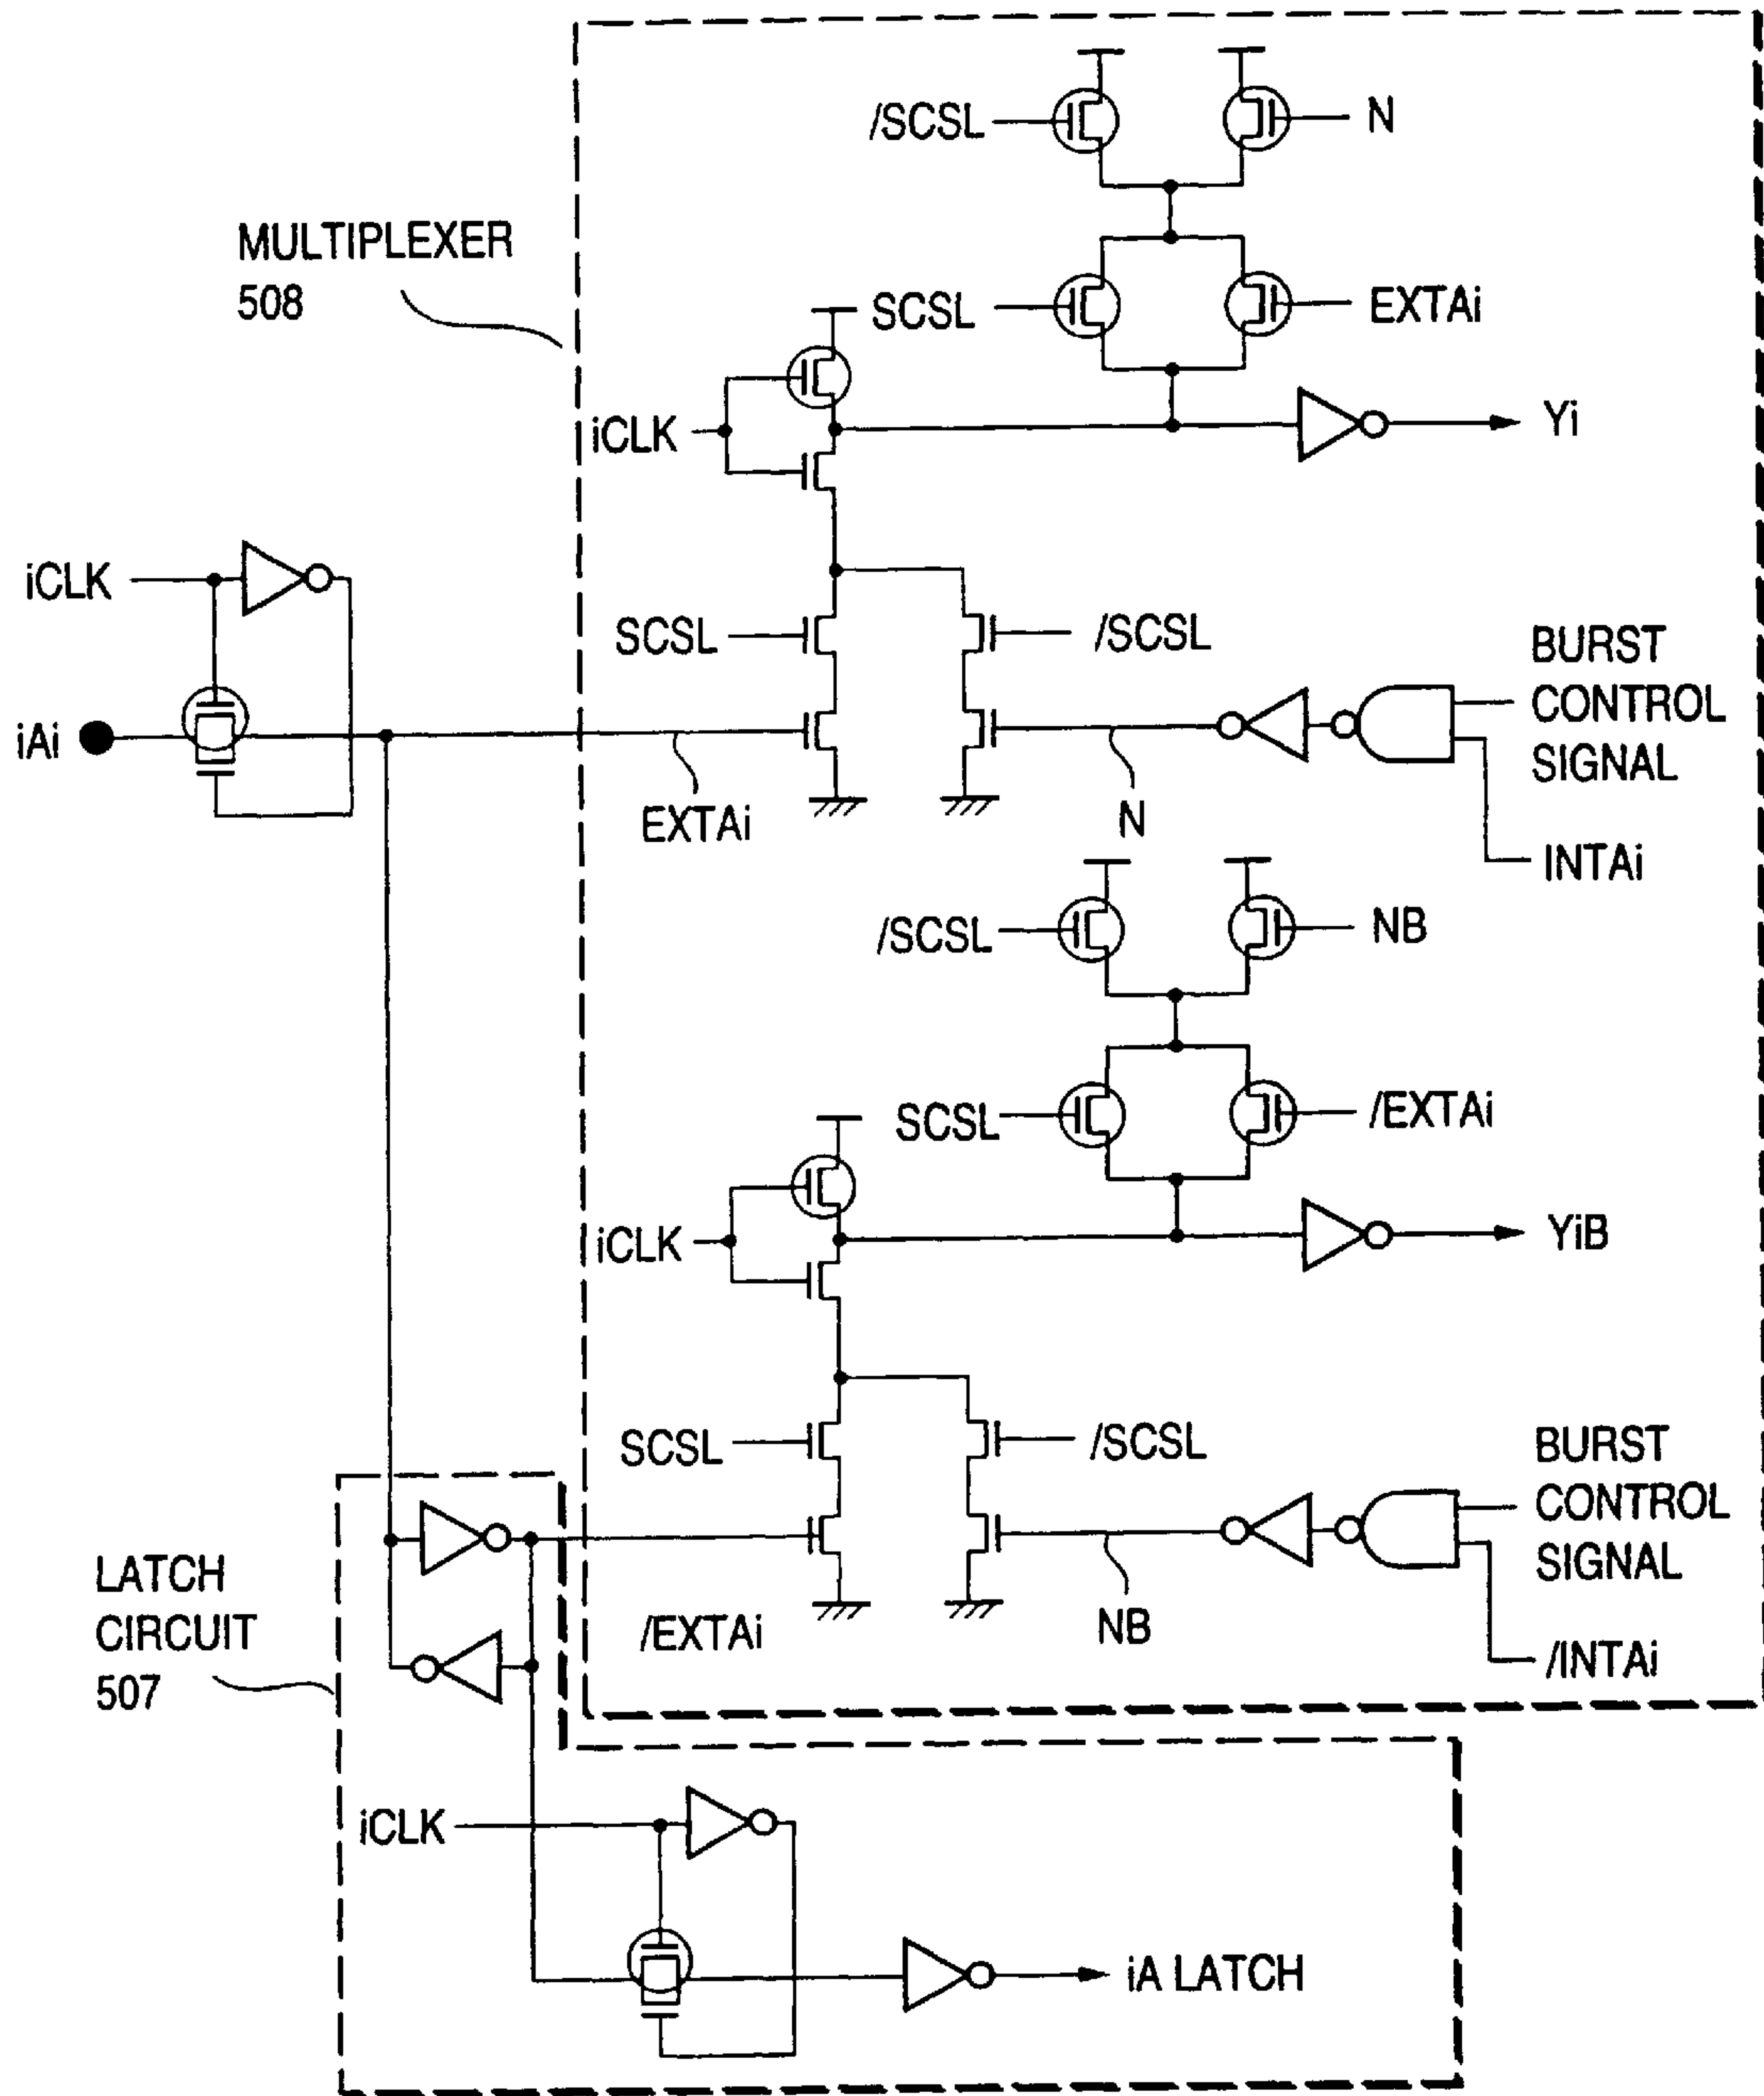 /SCSL
N
MULTIPLEXER
508
SCSL
EXTAi
iCLK
Yi
iCLK
SCSL
/SCSL
BURST
CONTROL
SIGNAL
iAi
EXTAi
N
INTAi
/SCSL
NB
SCSL
/EXTAi
iCLK
YiB
SCSL
/SCSL
BURST
CONTROL
SIGNAL
LATCH
CIRCUIT
507
/EXTAi
NB
/INTAi
iCLK
iA LATCH